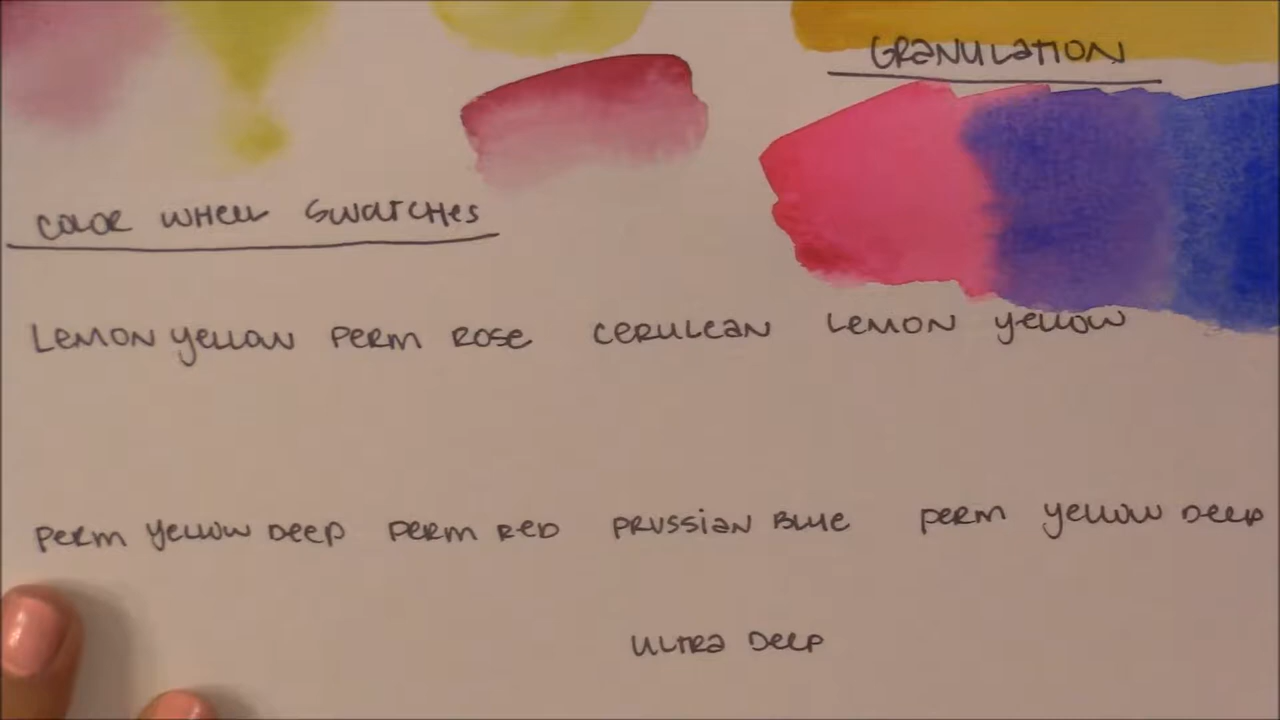 GRANULATION
COLOR WHEEL SWATCHES
LEMON YELLOW PERM ROSE CERULEAN LEMON YELLOW
PERM YELLOW DEEP PERM RED PRUSSIAN BLUE PERM YELLOW DEEP
ULTRA DEEP